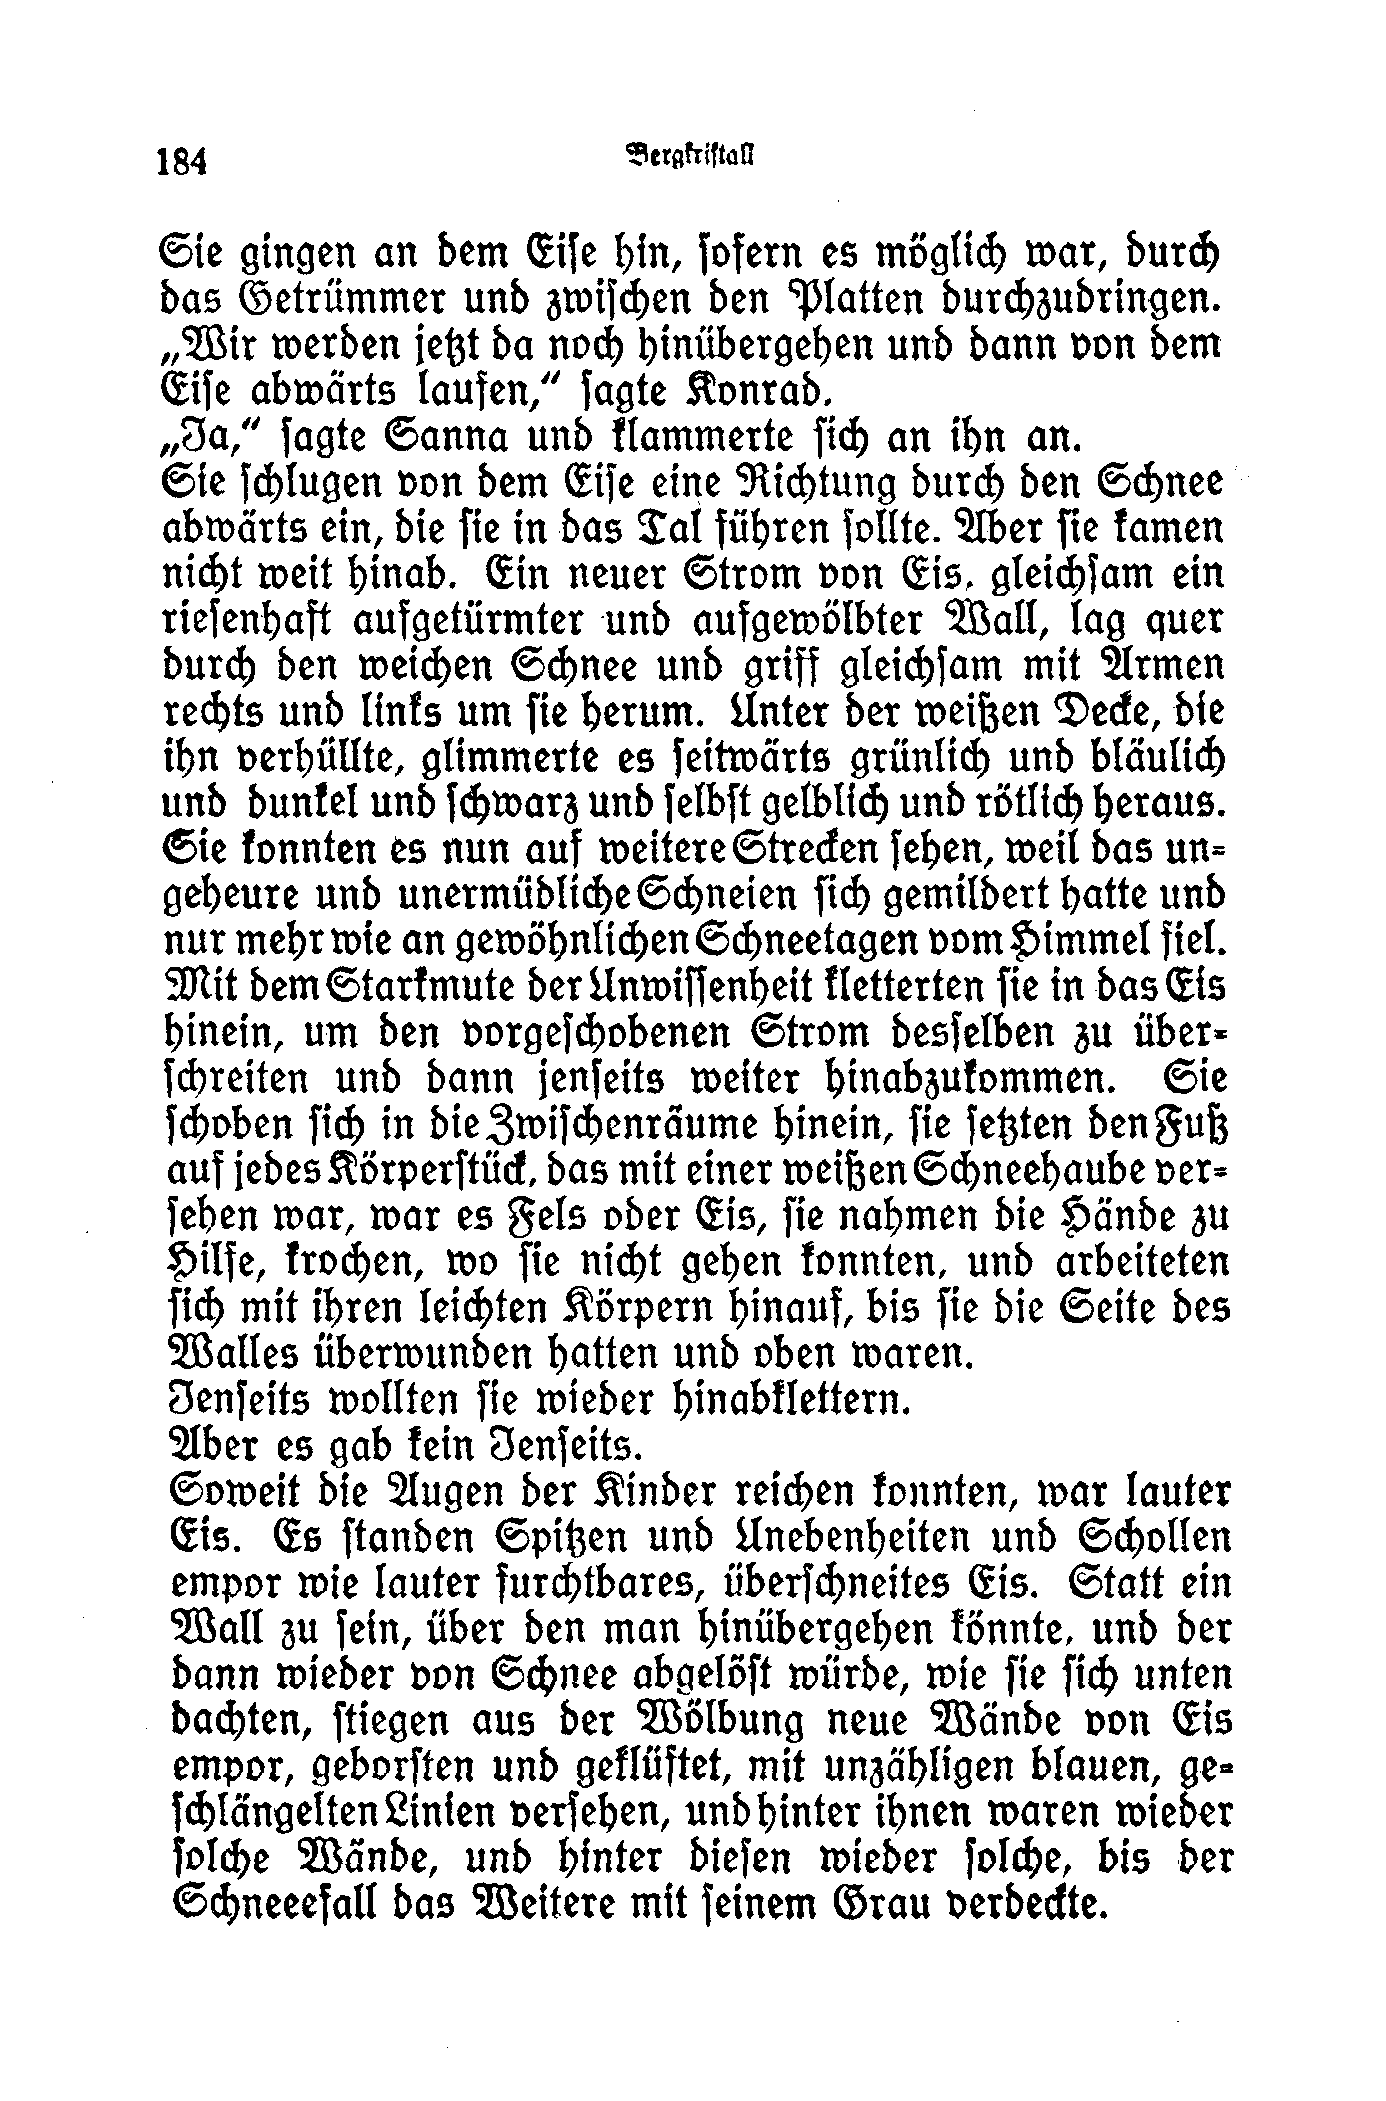 184
Bergkristall
Sie gingen an dem Eise hin, sofern es möglich war, durch
das Getrümmer und zwischen den Platten durchzudringen.
„Wir werden jetzt da noch hinübergehen und dann von dem
Eise abwärts laufen,“ sagte Konrad.
„Ja,“ sagte Sanna und klammerte sich an ihn an.
Sie schlugen von dem Eise eine Richtung durch den Schnee
abwärts ein, die sie in das Tal führen sollte. Aber sie kamen
nicht weit hinab. Ein neuer Strom von Eis, gleichsam ein
riesenhaft aufgetürmter und aufgewölbter Wall, lag quer
durch den weichen Schnee und griff gleichsam mit Armen
rechts und links um sie herum. Unter der weißen Decke, die
ihn verhüllte, glimmerte es seitwärts grünlich und bläulich
und dunkel und schwarz und selbst gelblich und rötlich heraus.
Sie konnten es nun auf weitere Strecken sehen, weil das un-
geheure und unermüdliche Schneien sich gemildert hatte und
nur mehr wie an gewöhnlichen Schneetagen vom Himmel fiel.
Mit dem Starkmute der Unwissenheit kletterten sie in das Eis
hinein, um den vorgeschobenen Strom desselben zu über-
schreiten und dann jenseits weiter hinabzukommen. Sie
schoben sich in die Zwischenräume hinein, sie setzten den Fuß
auf jedes Körperstück, das mit einer weißen Schneehaube ver-
sehen war, war es Fels oder Eis, sie nahmen die Hände zu
Hilfe, krochen, wo sie nicht gehen konnten, und arbeiteten
sich mit ihren leichten Körpern hinauf, bis sie die Seite des
Walles überwunden hatten und oben waren.
Jenseits wollten sie wieder hinabklettern.
Aber es gab kein Jenseits.
Soweit die Augen der Kinder reichen konnten, war lauter
Eis. Es standen Spitzen und Unebenheiten und Schollen
empor wie lauter furchtbares, überschneites Eis. Statt ein
Wall zu sein, über den man hinübergehen könnte, und der
dann wieder von Schnee abgelöst würde, wie sie sich unten
dachten, stiegen aus der Wölbung neue Wände von Eis
empor, geborsten und geklüftet, mit unzähligen blauen, ge-
schlängelten Linien versehen, und hinter ihnen waren wieder
solche Wände, und hinter diesen wieder solche, bis der
Schneeefall das Weitere mit seinem Grau verdeckte.